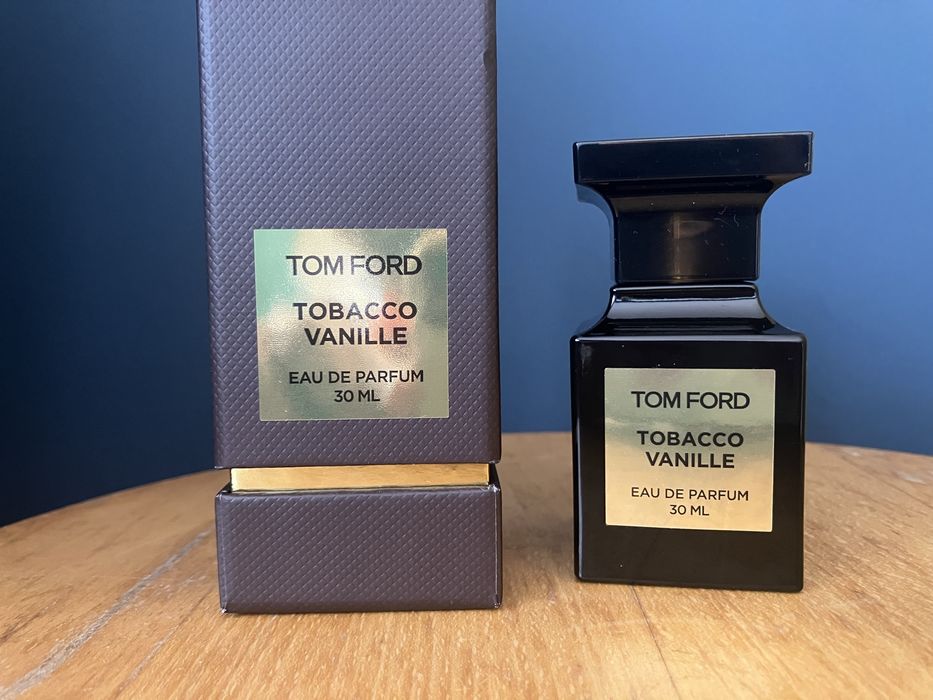 TOM FORD
TOBACCO
VANILLE
EAU DE PARFUM
30 ML
TOM FORD
TOBACCO
VANILLE
EAU DE PARFUM
30 ML